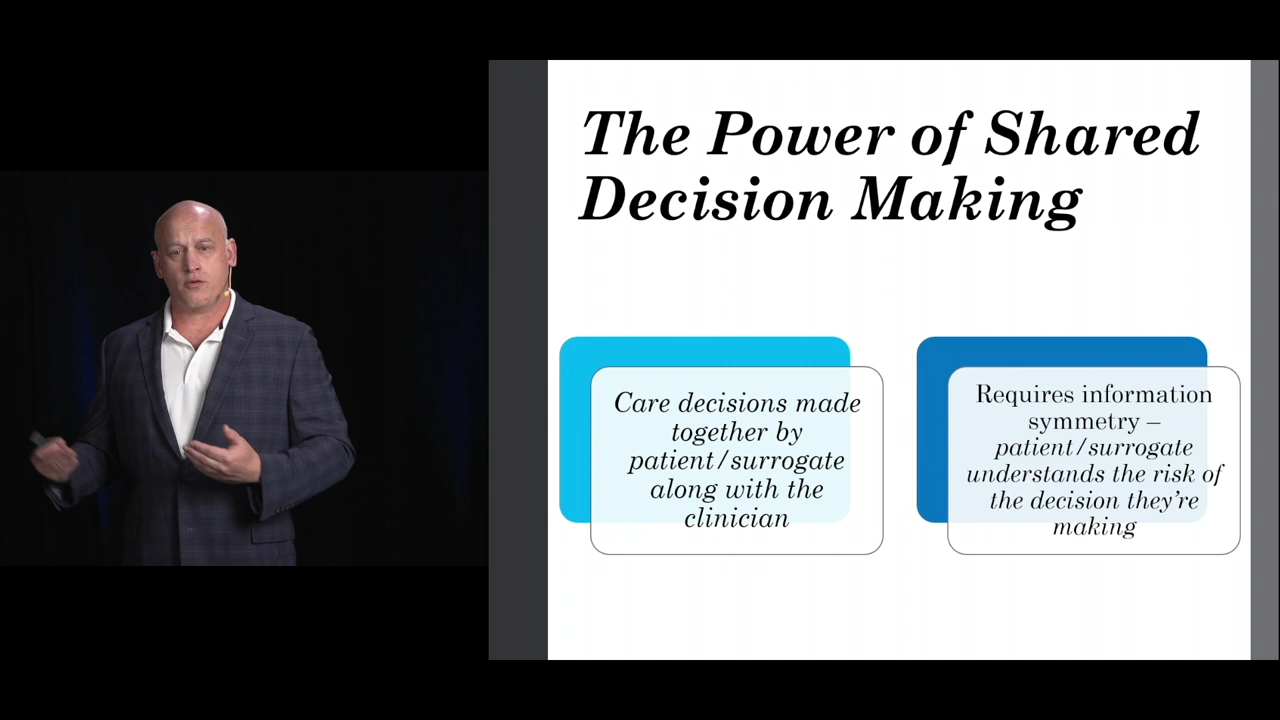 The Power of Shared
Decision Making
Care decisions made
together by
patient/surrogate
along with the
clinician
Requires information
symmetry –
patient/surrogate
understands the risk of
the decision they’re
making